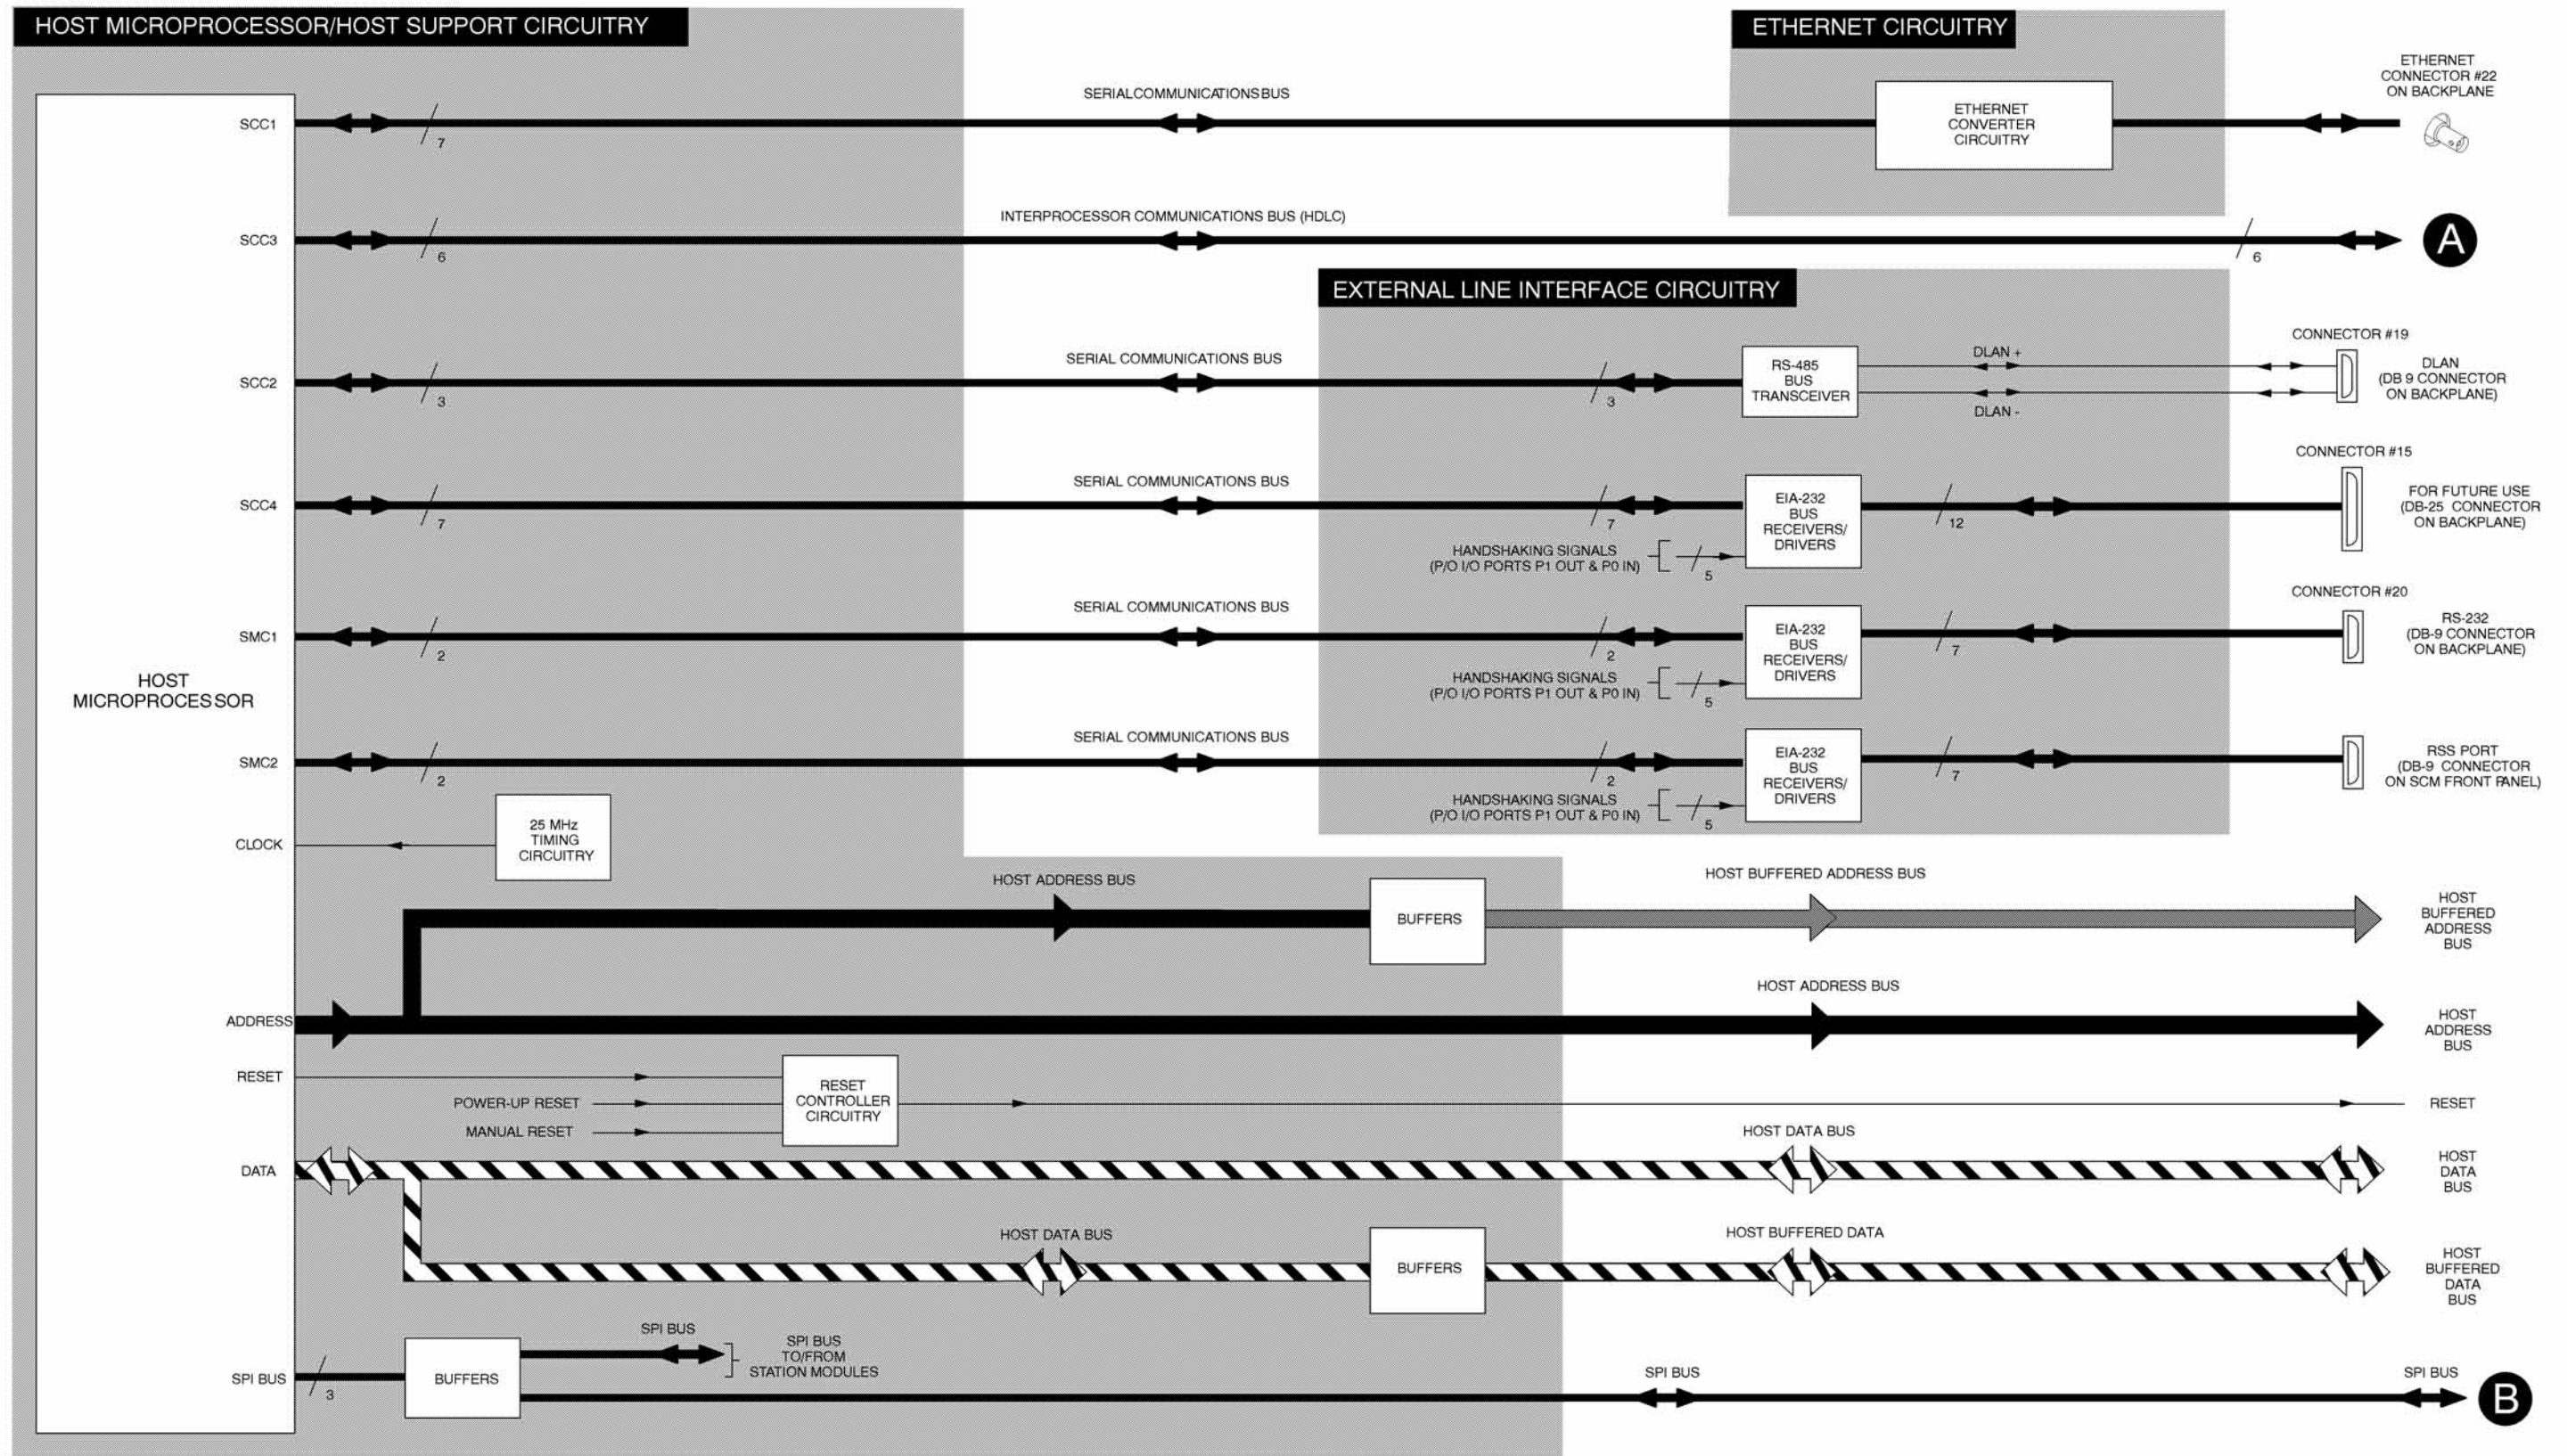 HOST MICROPROCESSOR/HOST SUPPORT CIRCUITRY
ETHERNET CIRCUITRY
ETHERNET
CONNECTOR #22
ON BACKPLANE
SERIALCOMMUNICATIONSBUS
ETHERNET
CONVERTER
CIRCUITRY
SCC1
7
INTERPROCESSOR COMMUNICATIONS BUS (HDLC)
SCC3
6
6
A
EXTERNAL LINE INTERFACE CIRCUITRY
CONNECTOR #19
SERIAL COMMUNICATIONS BUS
SCC2
3
3
RS-485
BUS
TRANSCEIVER
DLAN +
DLAN -
DLAN
(DB 9 CONNECTOR
ON BACKPLANE)
CONNECTOR #15
SERIAL COMMUNICATIONS BUS
SCC4
7
7
EIA-232
BUS
RECEIVERS/
DRIVERS
12
FOR FUTURE USE
(DB-25 CONNECTOR
ON BACKPLANE)
HANDSHAKING SIGNALS
(P/O I/O PORTS P1 OUT & P0 IN)
5
CONNECTOR #20
SERIAL COMMUNICATIONS BUS
SMC1
2
2
EIA-232
BUS
RECEIVERS/
DRIVERS
7
RS-232
(DB-9 CONNECTOR
ON BACKPLANE)
HANDSHAKING SIGNALS
(P/O I/O PORTS P1 OUT & P0 IN)
5
HOST
MICROPROCESSOR
SERIAL COMMUNICATIONS BUS
SMC2
2
2
EIA-232
BUS
RECEIVERS/
DRIVERS
7
RSS PORT
(DB-9 CONNECTOR
ON SCM FRONT PANEL)
HANDSHAKING SIGNALS
(P/O I/O PORTS P1 OUT & P0 IN)
5
CLOCK
25 MHz
TIMING
CIRCUITRY
HOST ADDRESS BUS
BUFFERS
HOST BUFFERED ADDRESS BUS
HOST
BUFFERED
ADDRESS
BUS
ADDRESS
HOST ADDRESS BUS
HOST
ADDRESS
BUS
RESET
POWER-UP RESET
MANUAL RESET
RESET
CONTROLLER
CIRCUITRY
RESET
DATA
HOST DATA BUS
HOST
DATA
BUS
HOST DATA BUS
BUFFERS
HOST BUFFERED DATA
HOST
BUFFERED
DATA
BUS
SPI BUS
3
BUFFERS
SPI BUS
SPI BUS
TO/FROM
STATION MODULES
SPI BUS
SPI BUS
B